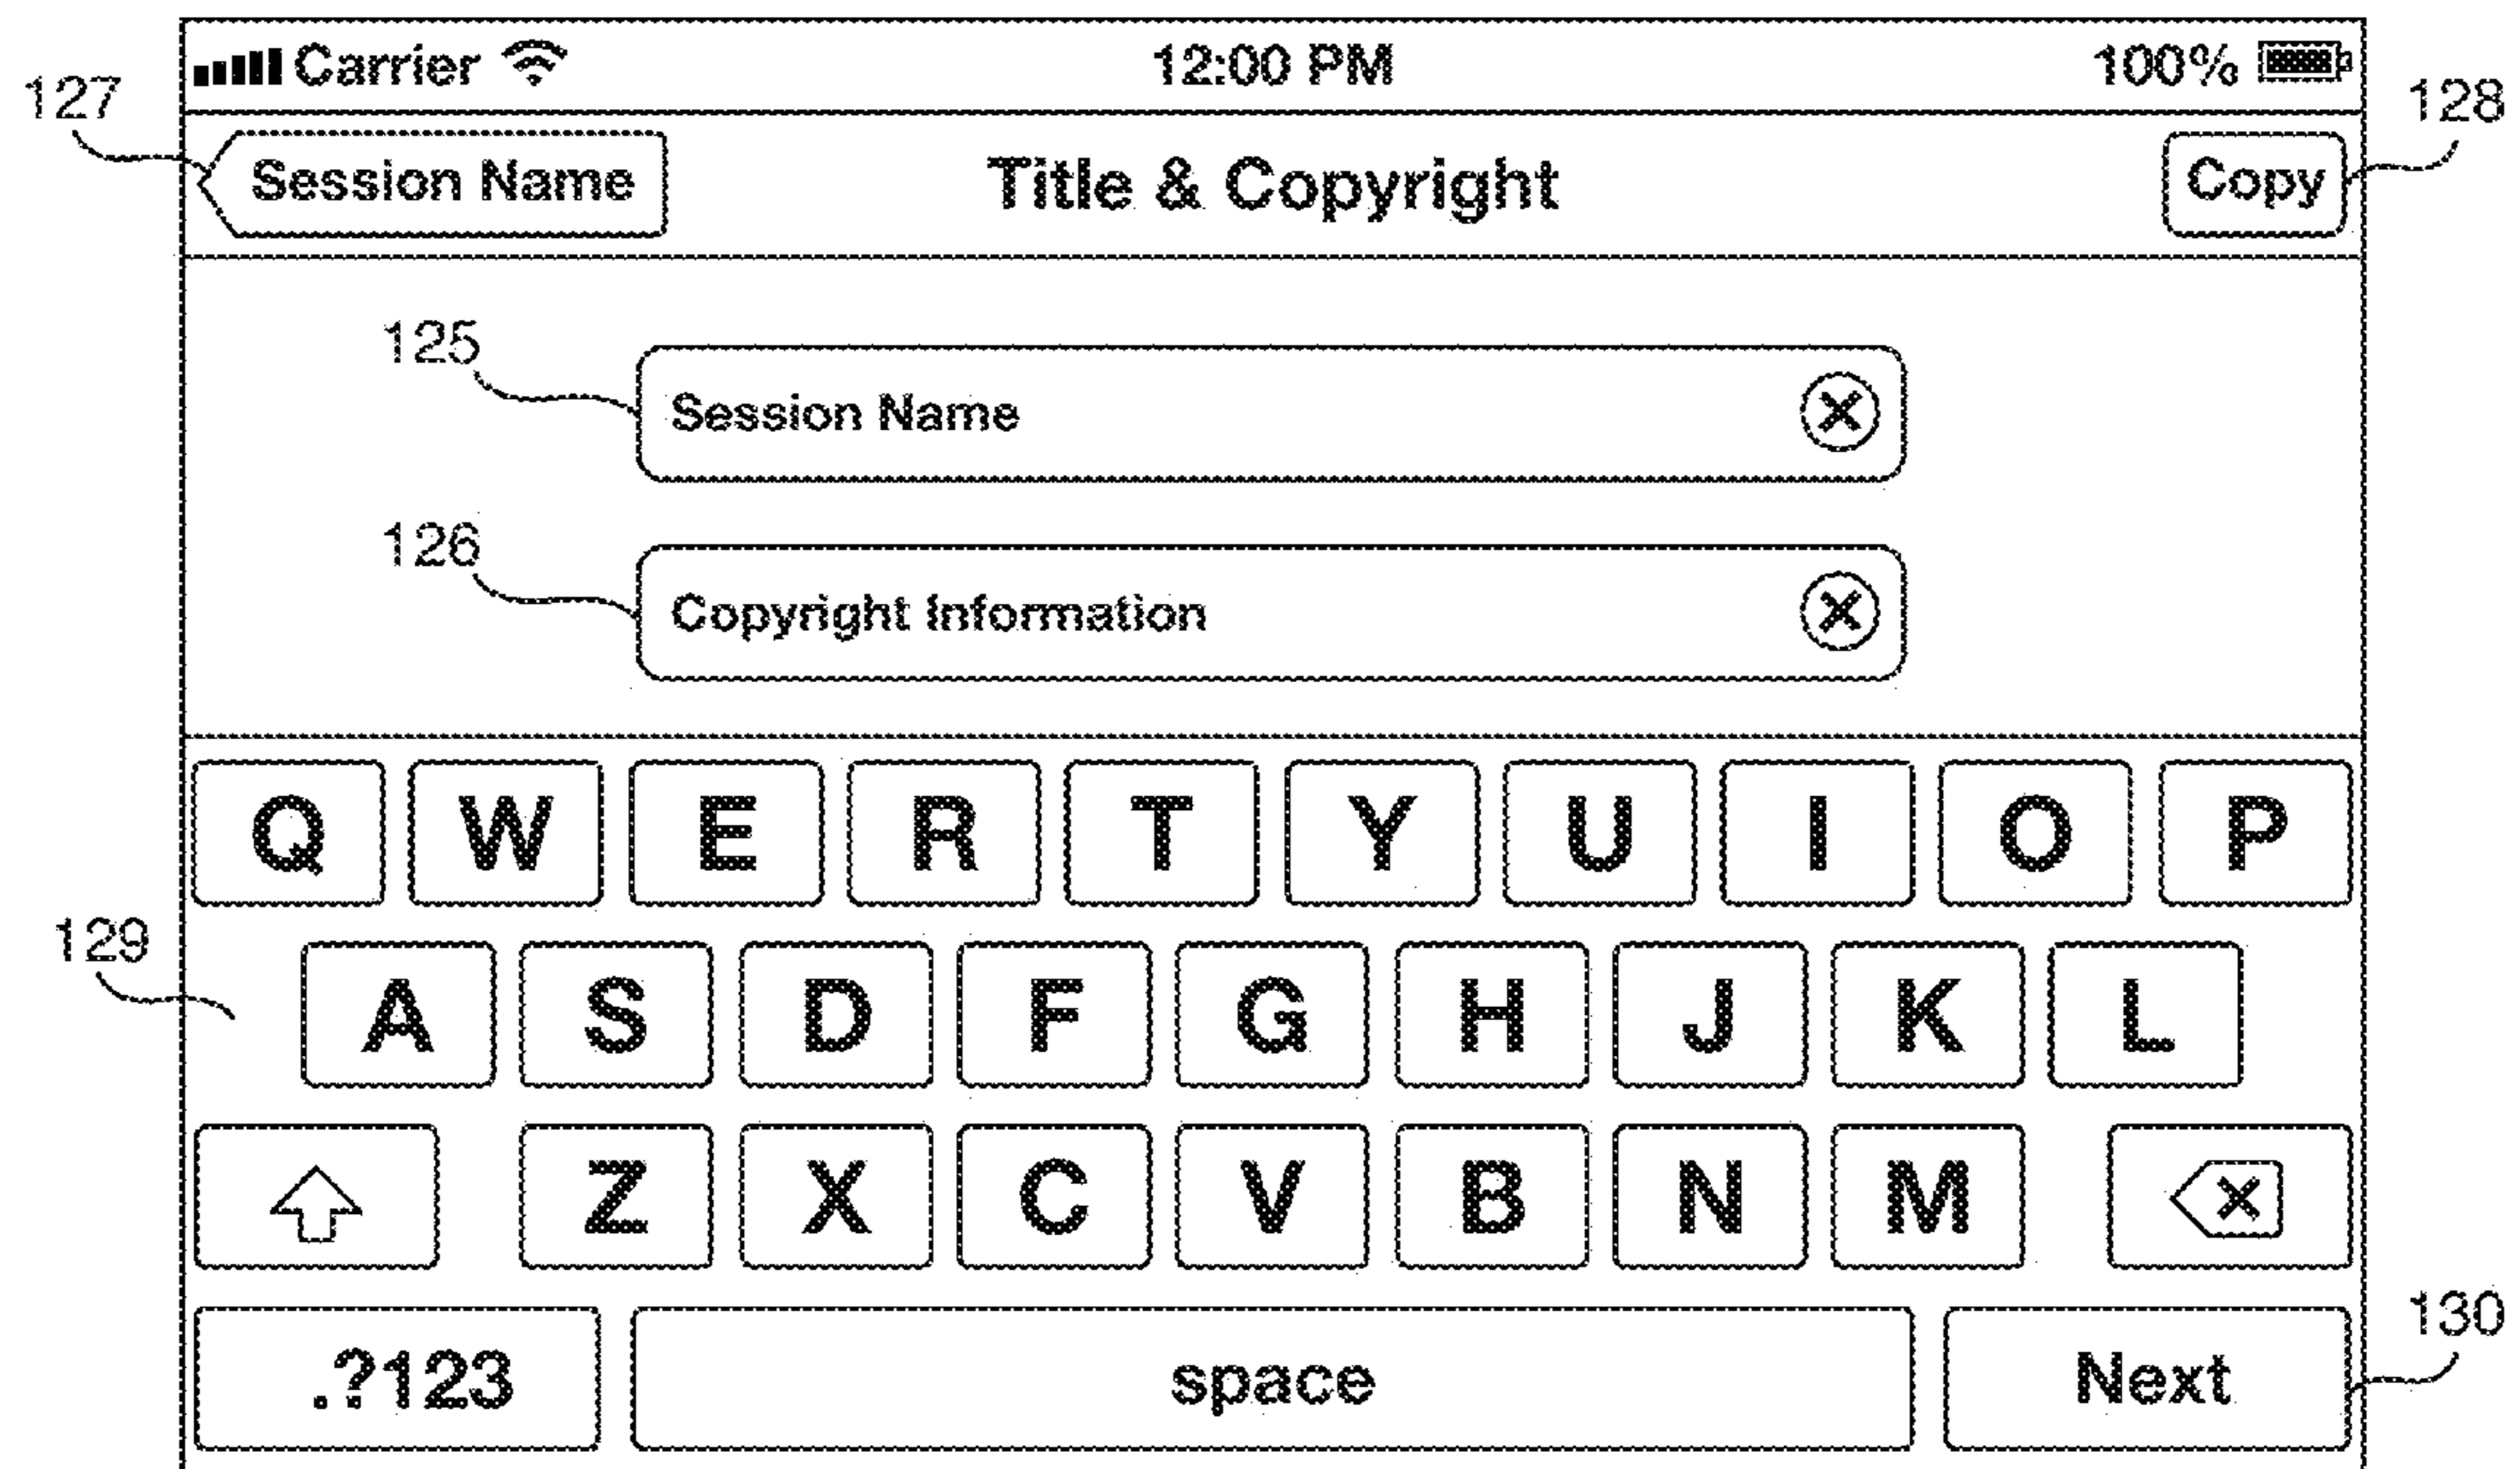 Carrier 12:00 PM 100%
127 128
Session Name Title & Copyright Copy
125
Session Name
126
Copyright Information
Q W E R T Y U I O P
129
A S D F G H J K L
Z X C V B N M
130
.?123 space Next